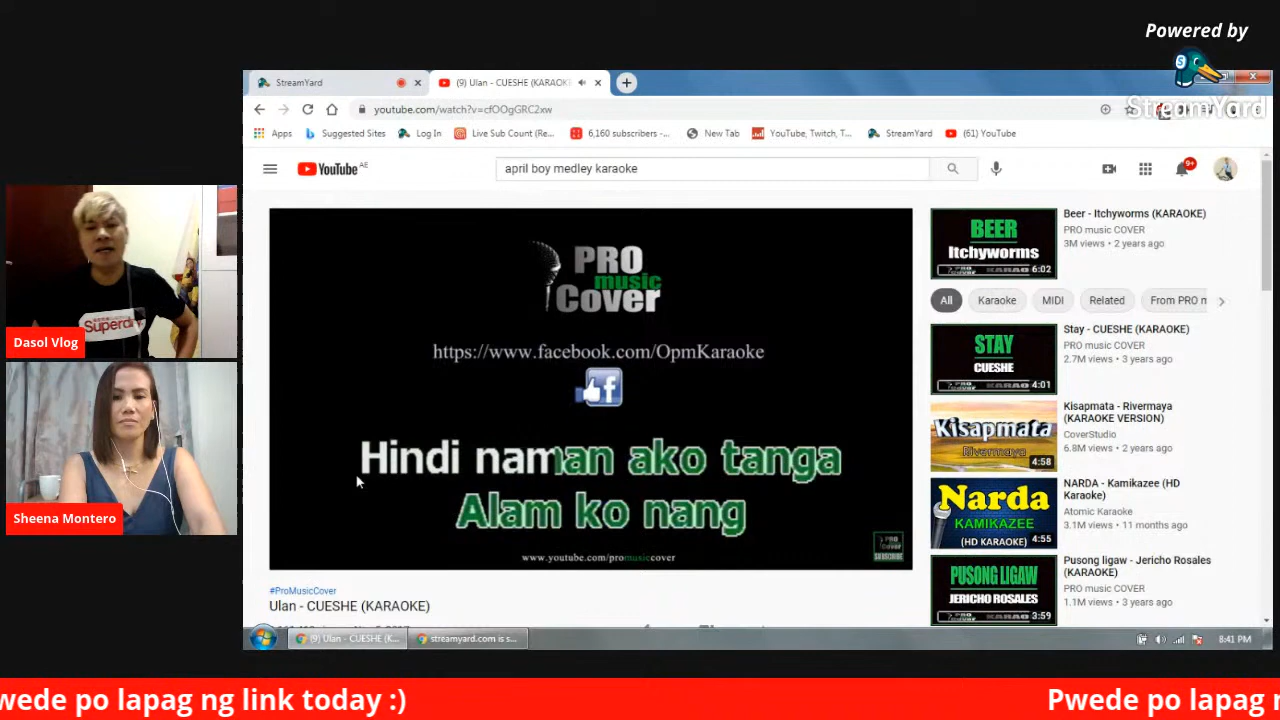 Powered by
StreamYard
StreamYard
(9) Ulan - CUESHE (KARAOKE
youtube.com/watch?v=cfOOgGRC2xw
Apps
Suggested Sites
Log In
Live Sub Count (Re...
6,160 subscribers -...
New Tab
YouTube, Twitch, T...
StreamYard
(61) YouTube
YouTube AE
april boy medley karaoke
9+
PRO
music
Cover
https://www.facebook.com/OpmKaraoke
Hindi naman ako tanga
Alam ko nang
www.youtube.com/promusiccover
PRO
COVER
SUBSCRIBE
#ProMusicCover
Ulan - CUESHE (KARAOKE)
BEER
Itchyworms
6:02
Beer - Itchyworms (KARAOKE)
PRO music COVER
3M views • 2 years ago
All
Karaoke
MIDI
Related
From PRO m
STAY
CUESHE
4:01
Stay - CUESHE (KARAOKE)
PRO music COVER
2.7M views • 3 years ago
Kisapmata
Rivermaya
4:58
Kisapmata - Rivermaya
(KARAOKE VERSION)
CoverStudio
6.8M views • 2 years ago
Narda
KAMIKAZEE
(HD KARAOKE)
4:55
NARDA - Kamikazee (HD
Karaoke)
Atomic Karaoke
3.1M views • 11 months ago
PUSONG LIGAW
JERICHO ROSALES
3:59
Pusong ligaw - Jericho Rosales
(KARAOKE)
PRO music COVER
1.1M views • 3 years ago
Superdry
Dasol Vlog
Sheena Montero
(9) Ulan - CUESHE (K...
streamyard.com is s...
8:41 PM
wede po lapag ng link today :)
Pwede po lapag